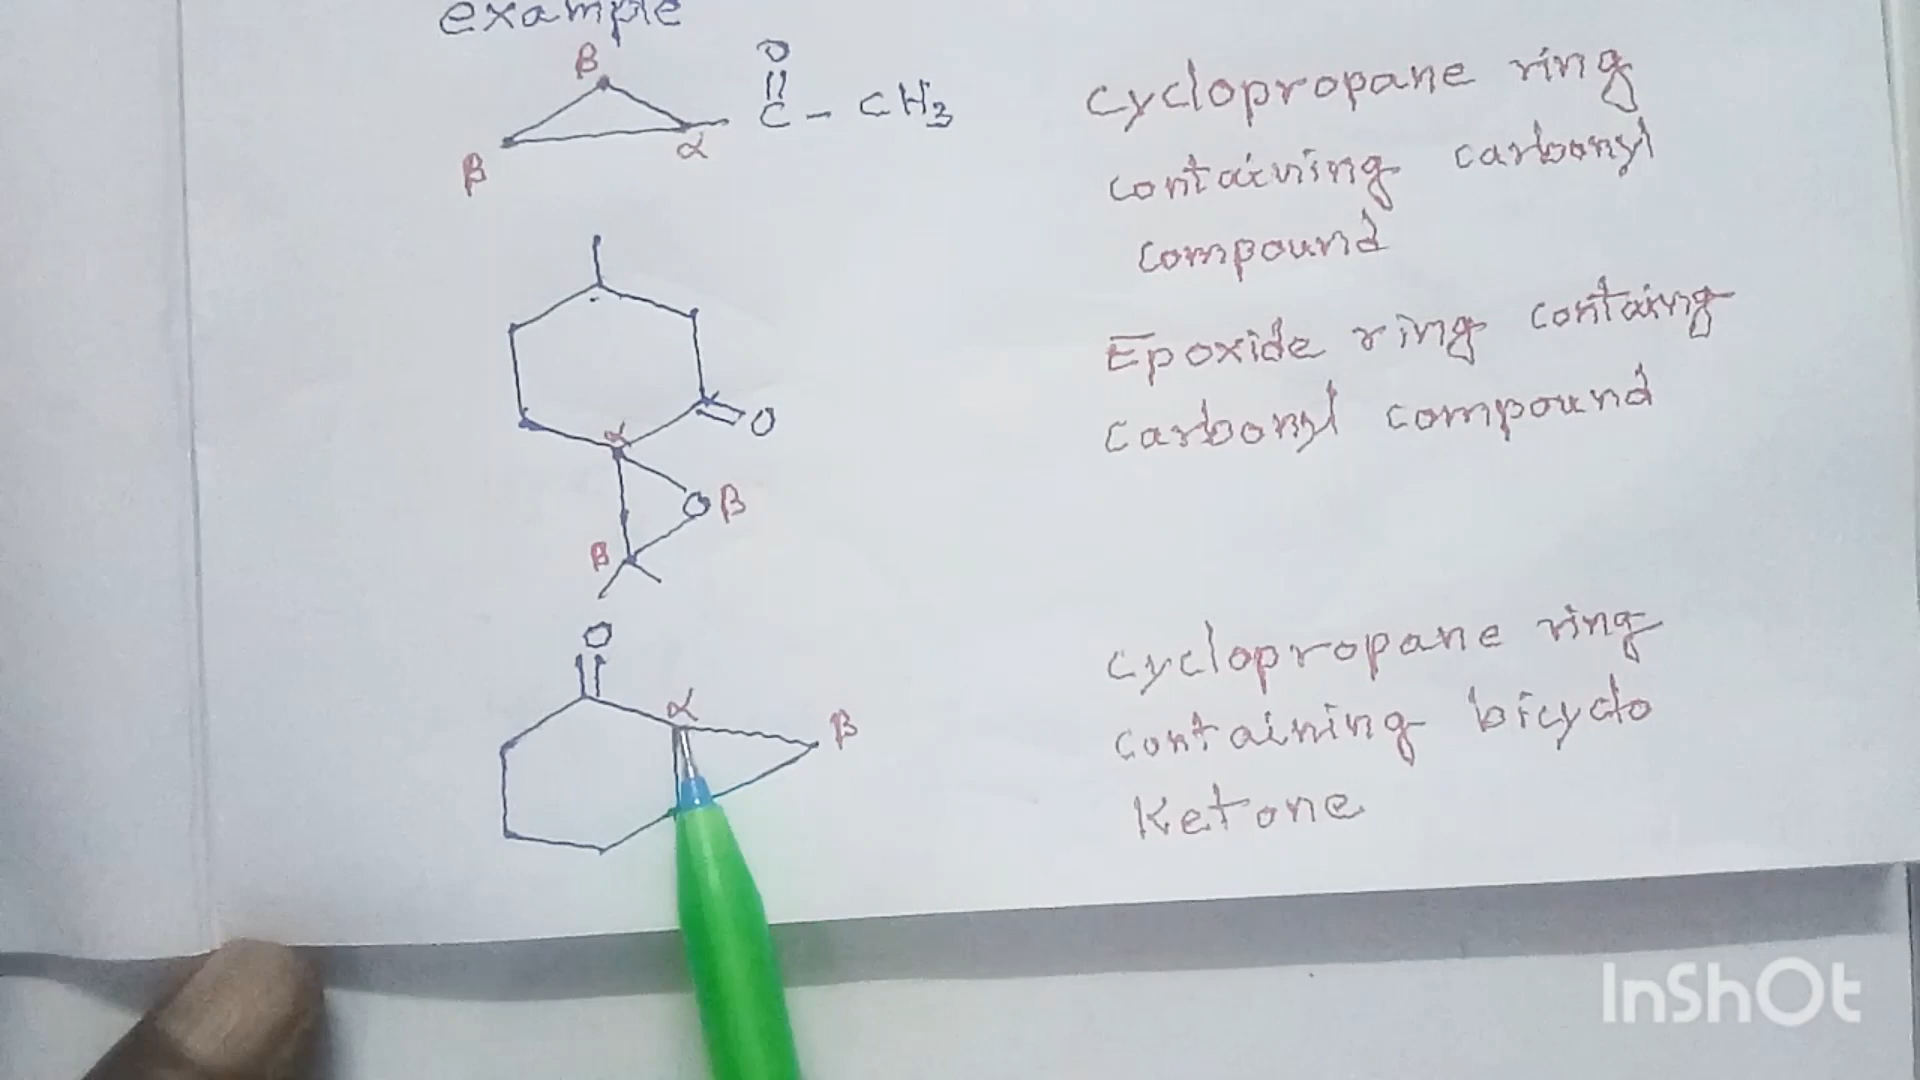 example
β
O
C - CH3
α
β
cyclopropane ring
containing carbonyl
compound
O
α
O β
β
Epoxide ring containg
carbonyl compound
O
α
β
cyclopropane ring
containing bicyclo
Ketone
InShOt